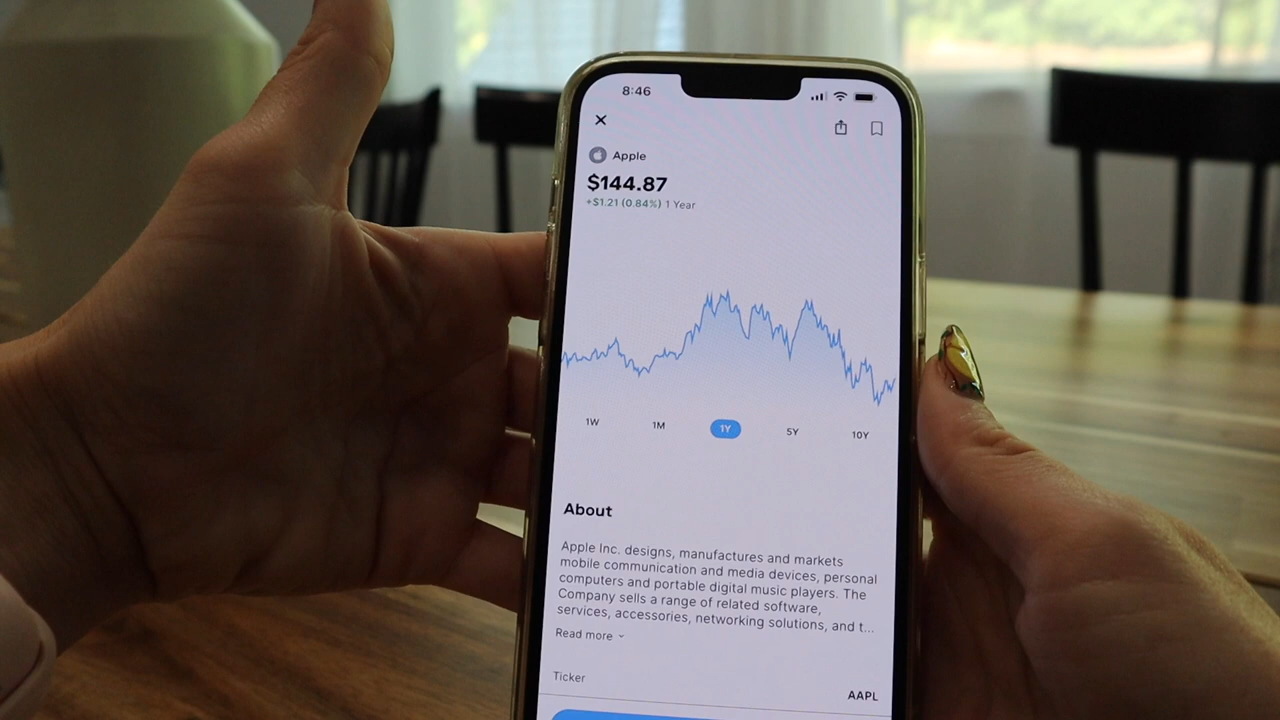 8:46
Apple
$144.87
+$1.21 (0.84%) 1 Year
1W 1M 1Y 5Y 10Y
About
Apple Inc. designs, manufactures and markets
mobile communication and media devices, personal
computers and portable digital music players. The
Company sells a range of related software,
services, accessories, networking solutions, and t...
Read more
Ticker AAPL